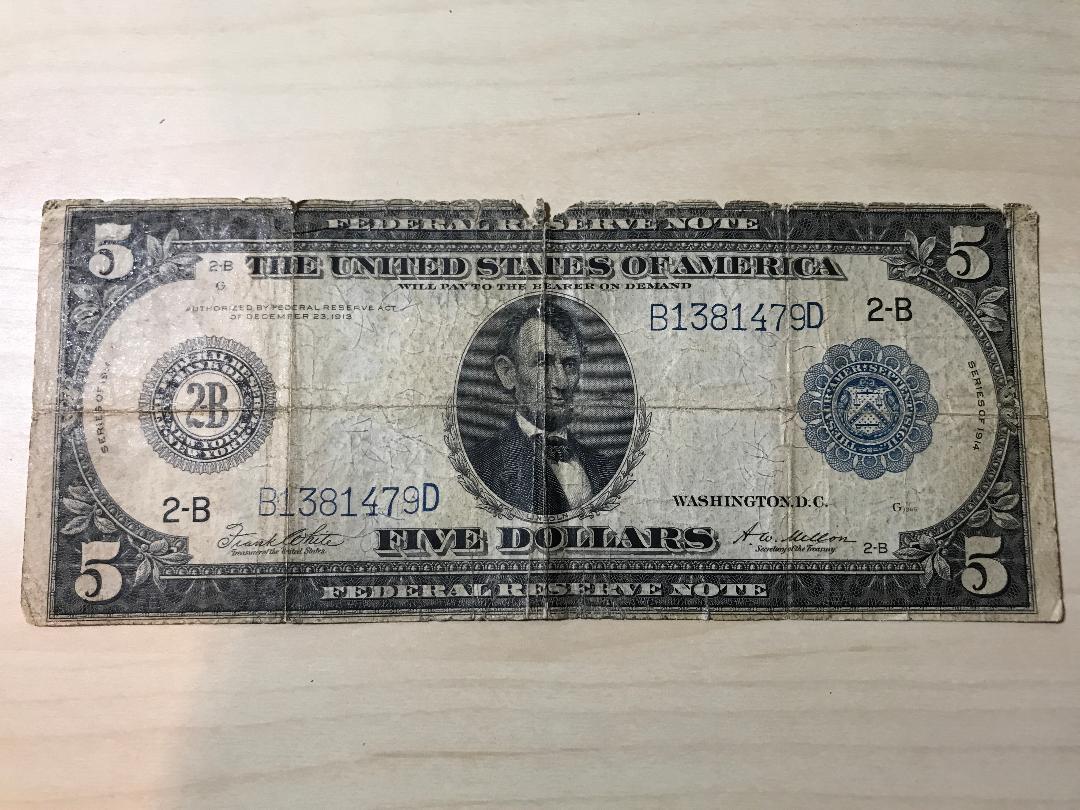 FEDERAL RESERVE NOTE
5
5
2-B
THE UNITED STATES OF AMERICA
G
WILL PAY TO THE BEARER ON DEMAND
AUTHORIZED BY FEDERAL RESERVE ACT
OF DECEMBER 23, 1913
B1381479D
2-B
SERIES OF 1914
2B
NEW YORK
SERIES OF 1914
2-B
B1381479D
WASHINGTON, D.C.
G
Frank White
Treasurer of the United States.
FIVE DOLLARS
A.W. Mellon
Secretary of the Treasury.
2-B
5
5
FEDERAL RESERVE NOTE